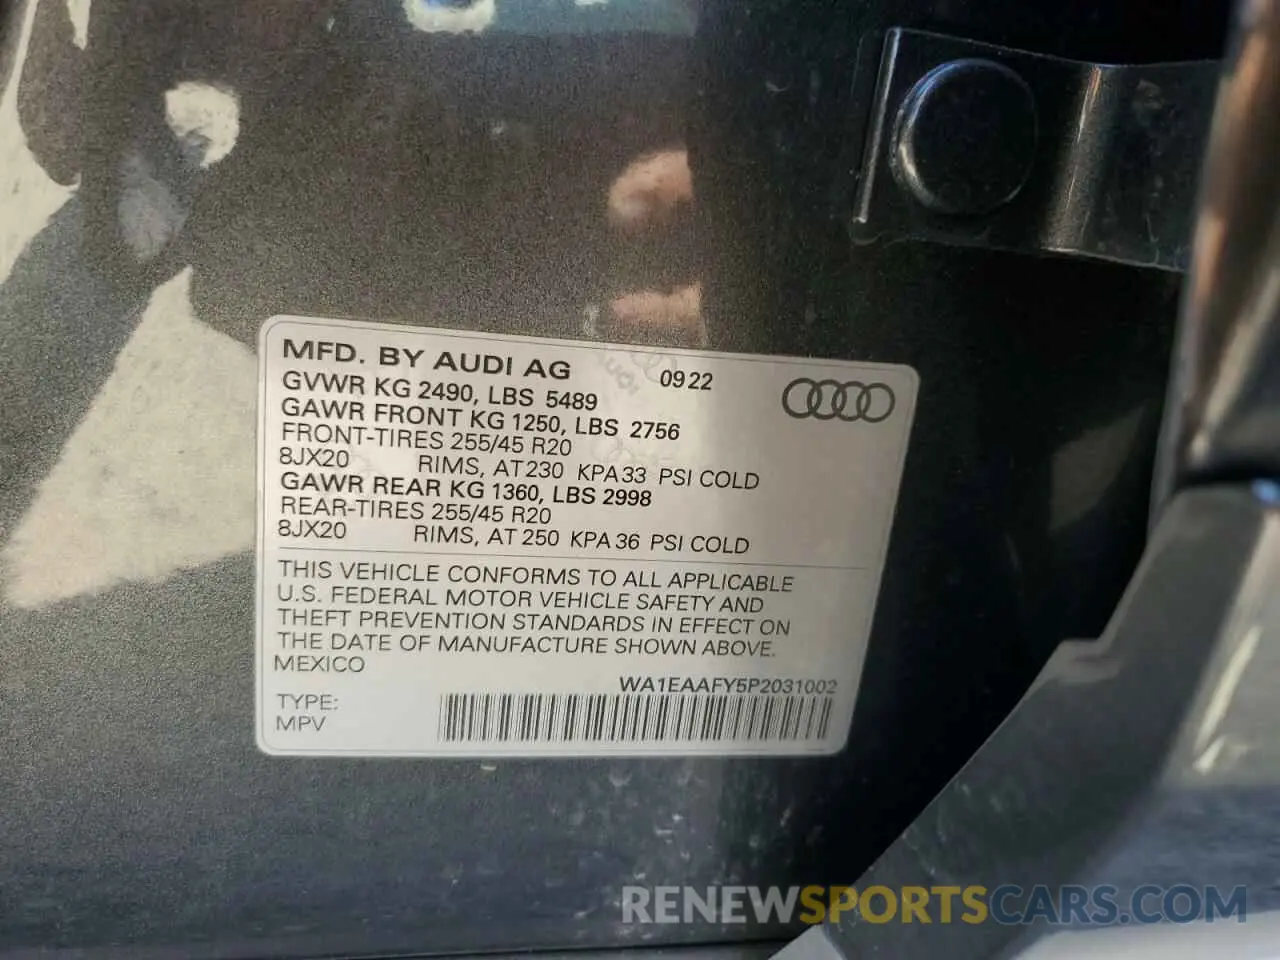 MFD. BY AUDI AG 0922
GVWR KG 2490, LBS 5489
GAWR FRONT KG 1250, LBS 2756
FRONT-TIRES 255/45 R20
8JX20 RIMS, AT 230 KPA 33 PSI COLD
GAWR REAR KG 1360, LBS 2998
REAR-TIRES 255/45 R20
8JX20 RIMS, AT 250 KPA 36 PSI COLD
THIS VEHICLE CONFORMS TO ALL APPLICABLE
U.S. FEDERAL MOTOR VEHICLE SAFETY AND
THEFT PREVENTION STANDARDS IN EFFECT ON
THE DATE OF MANUFACTURE SHOWN ABOVE.
MEXICO
WA1EAAFY5P2031002
TYPE:
MPV
RENEWSPORTSCARS.COM